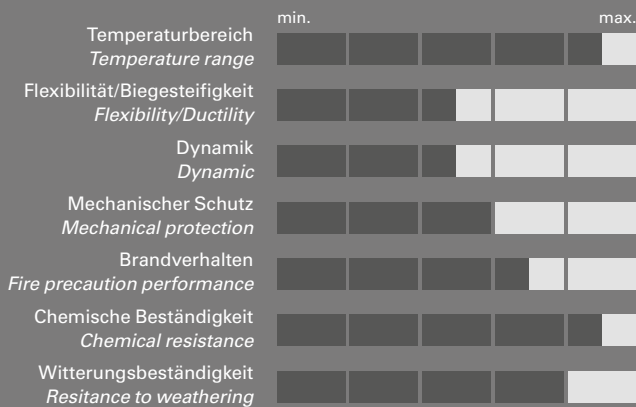 min. max.
Temperaturbereich
Temperature range
Flexibilität/Biegesteifigkeit
Flexibility/Ductility
Dynamik
Dynamic
Mechanischer Schutz
Mechanical protection
Brandverhalten
Fire precaution performance
Chemische Beständigkeit
Chemical resistance
Witterungsbeständigkeit
Resitance to weathering